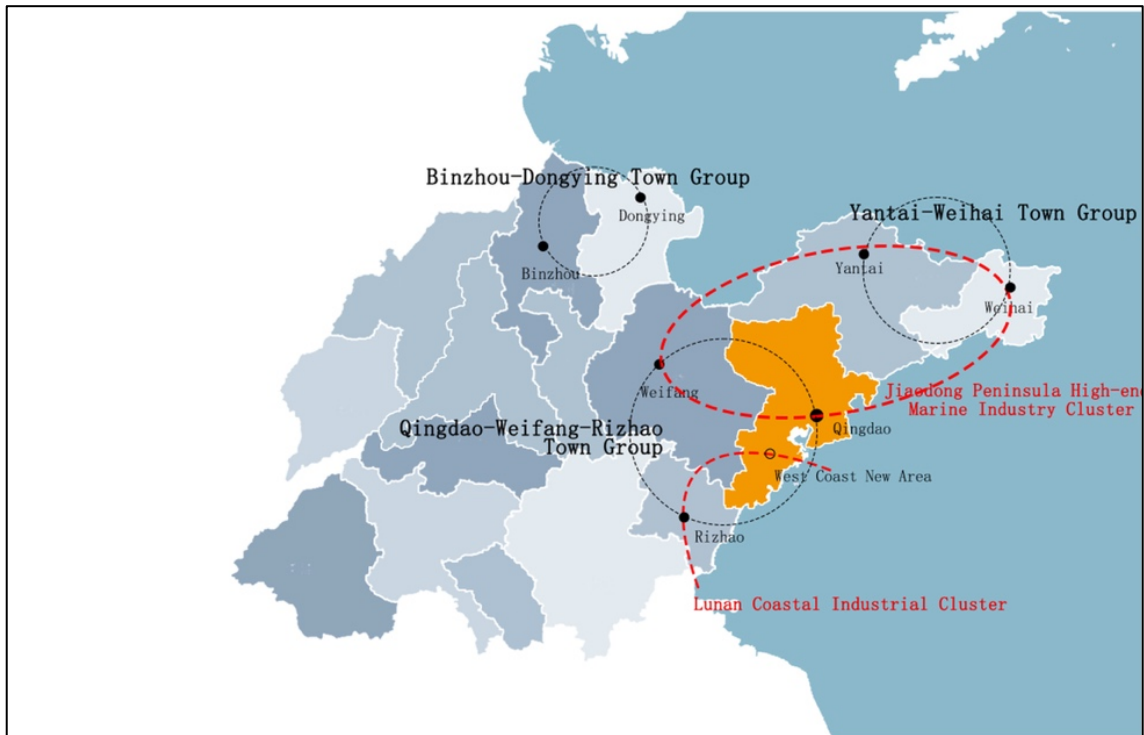 Binzhou-Dongying Town Group
Dongying
Binzhou
Yantai-Weihai Town Group
Yantai
Weihai
Weifang
Jiaodong Peninsula High-end
Marine Industry Cluster
Qingdao
Qingdao-Weifang-Rizhao
Town Group
West Coast New Area
Rizhao
Lunan Coastal Industrial Cluster